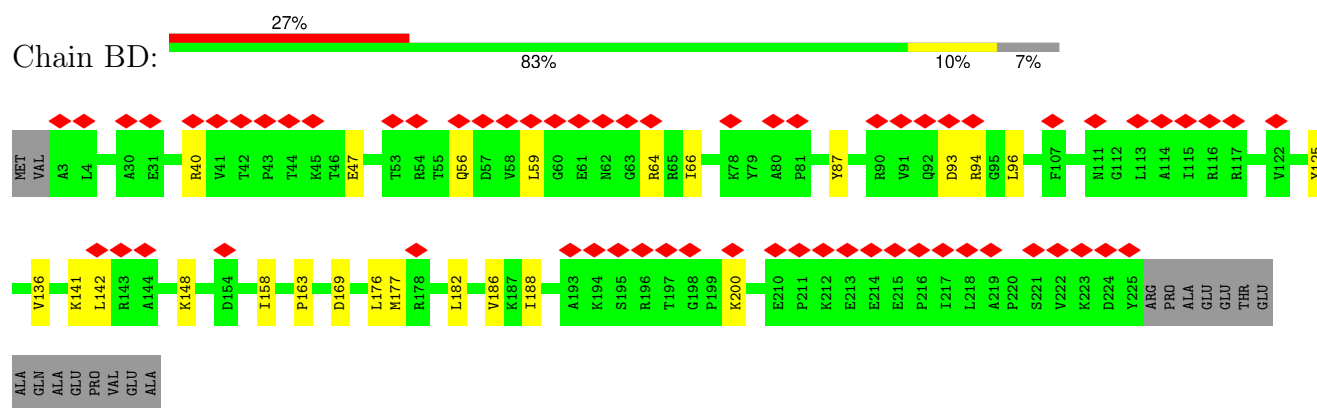 27%
Chain BD:
83% 10% 7%
MET VAL A3 L4 A30 E31 R40 V41 T42 P43 T44 K45 T46 E47 T53 R54 T55 Q56 D57 V58 L59 G60 E61 N62 G63 R64 R65 I66 K78 Y79 A80 P81 Y87 R90 V91 Q92 D93 R94 G95 L96 F107 N111 G112 L113 A114 I115 R116 R117 V122 Y125
V136 K141 L142 R143 A144 K148 D154 I158 P163 D169 L176 M177 R178 L182 V186 K187 I188 A193 K194 S195 R196 T197 G198 P199 K200 E210 P211 K212 E213 E214 E215 P216 I217 L218 A219 P220 S221 V222 K223 D224 Y225 ARG PRO ALA GLU GLU THR GLU
ALA GLN ALA GLU PRO VAL GLU ALA